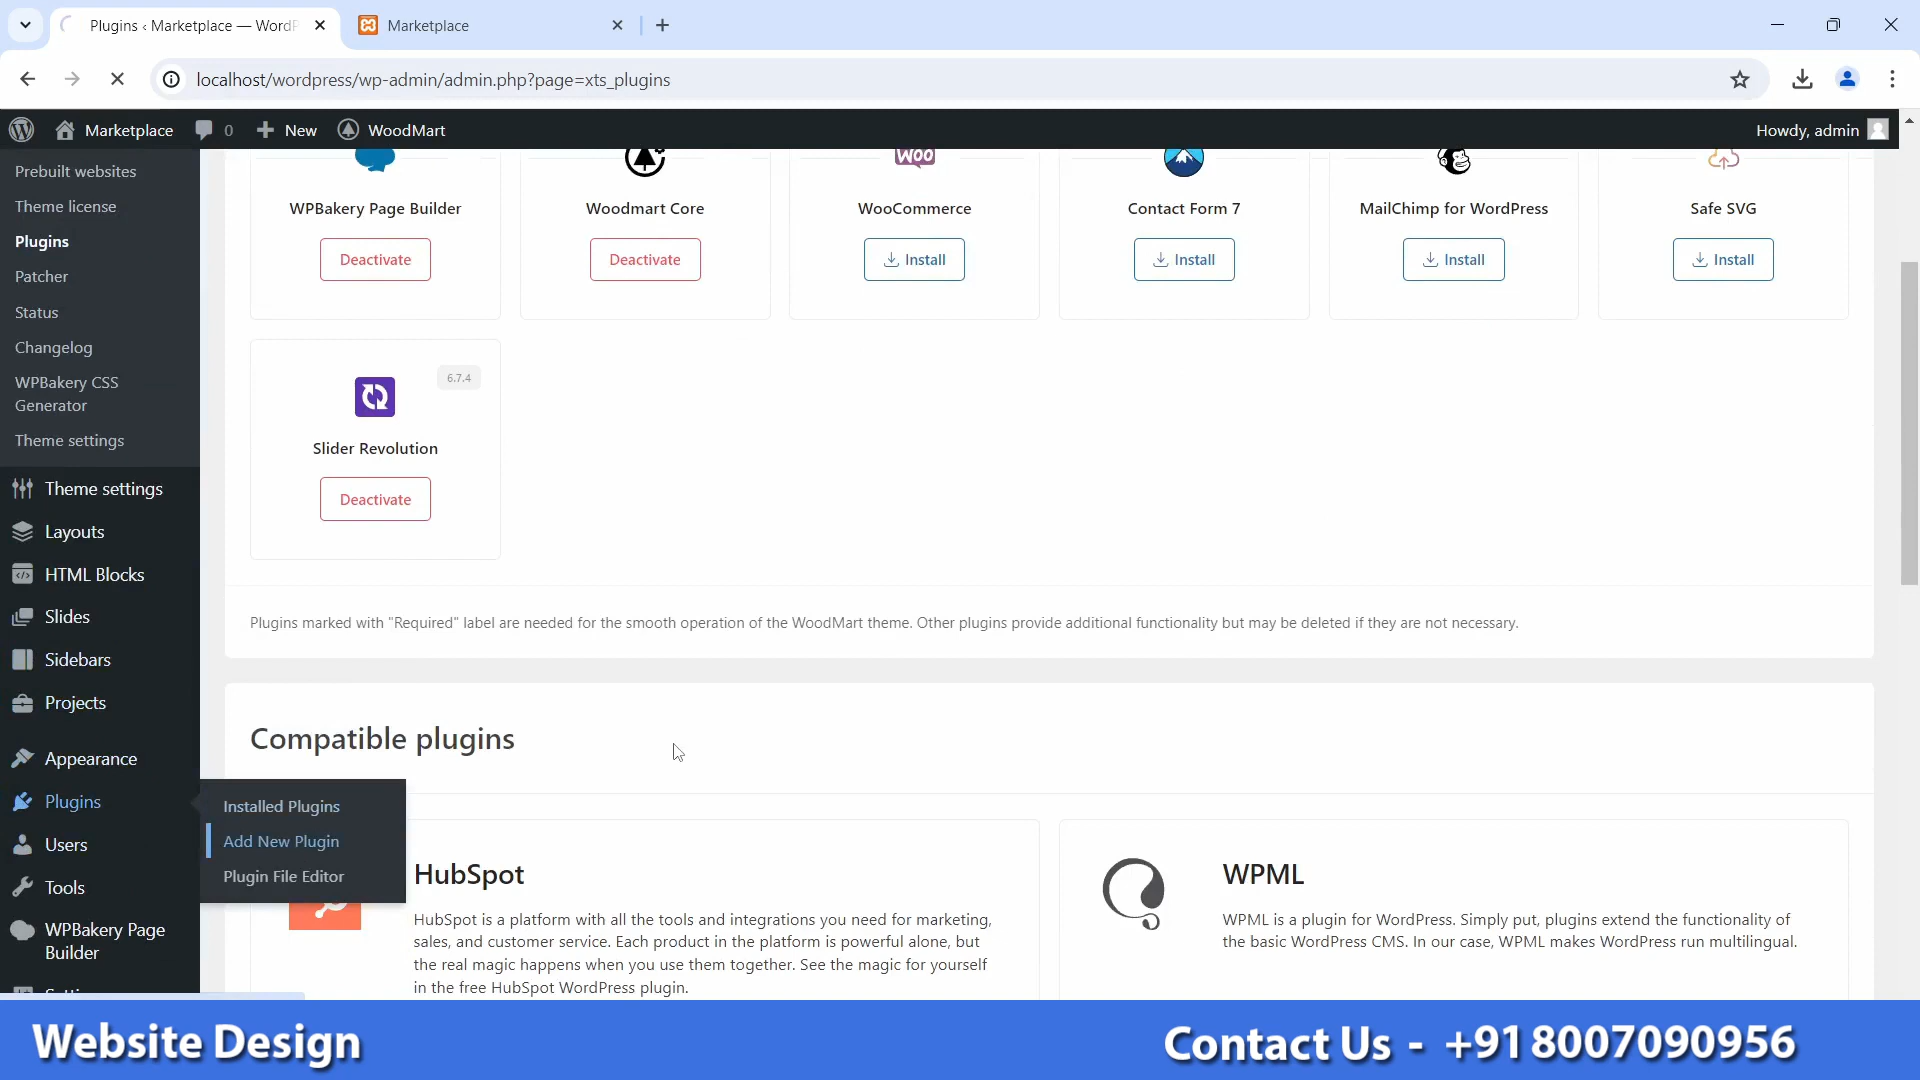 Plugins ‹ Marketplace — WordP
Marketplace
localhost/wordpress/wp-admin/admin.php?page=xts_plugins
Marketplace
0
New
WoodMart
Howdy, admin
Prebuilt websites
Theme license
Plugins
Patcher
Status
Changelog
WPBakery CSS
Generator
Theme settings
Theme settings
Layouts
HTML Blocks
Slides
Sidebars
Projects
Appearance
Plugins
Users
Tools
WPBakery Page
Builder
Installed Plugins
Add New Plugin
Plugin File Editor
WOO
WPBakery Page Builder
Woodmart Core
WooCommerce
Contact Form 7
MailChimp for WordPress
Safe SVG
Deactivate
Deactivate
Install
Install
Install
Install
6.7.4
Slider Revolution
Deactivate
Plugins marked with "Required" label are needed for the smooth operation of the WoodMart theme. Other plugins provide additional functionality but may be deleted if they are not necessary.
Compatible plugins
HubSpot
HubSpot is a platform with all the tools and integrations you need for marketing,
sales, and customer service. Each product in the platform is powerful alone, but
the real magic happens when you use them together. See the magic for yourself
in the free HubSpot WordPress plugin.
WPML
WPML is a plugin for WordPress. Simply put, plugins extend the functionality of
the basic WordPress CMS. In our case, WPML makes WordPress run multilingual.
Website Design
Contact Us - +91 8007090956